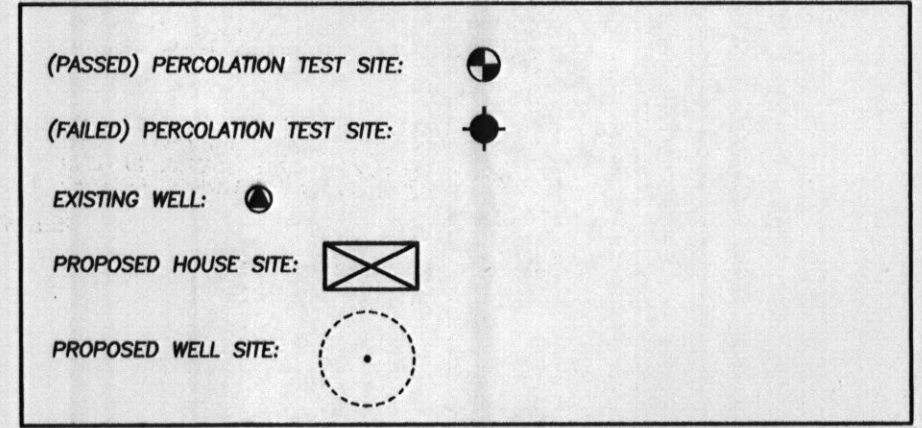 (PASSED) PERCOLATION TEST SITE:
(FAILED) PERCOLATION TEST SITE:
EXISTING WELL:
PROPOSED HOUSE SITE:
PROPOSED WELL SITE: